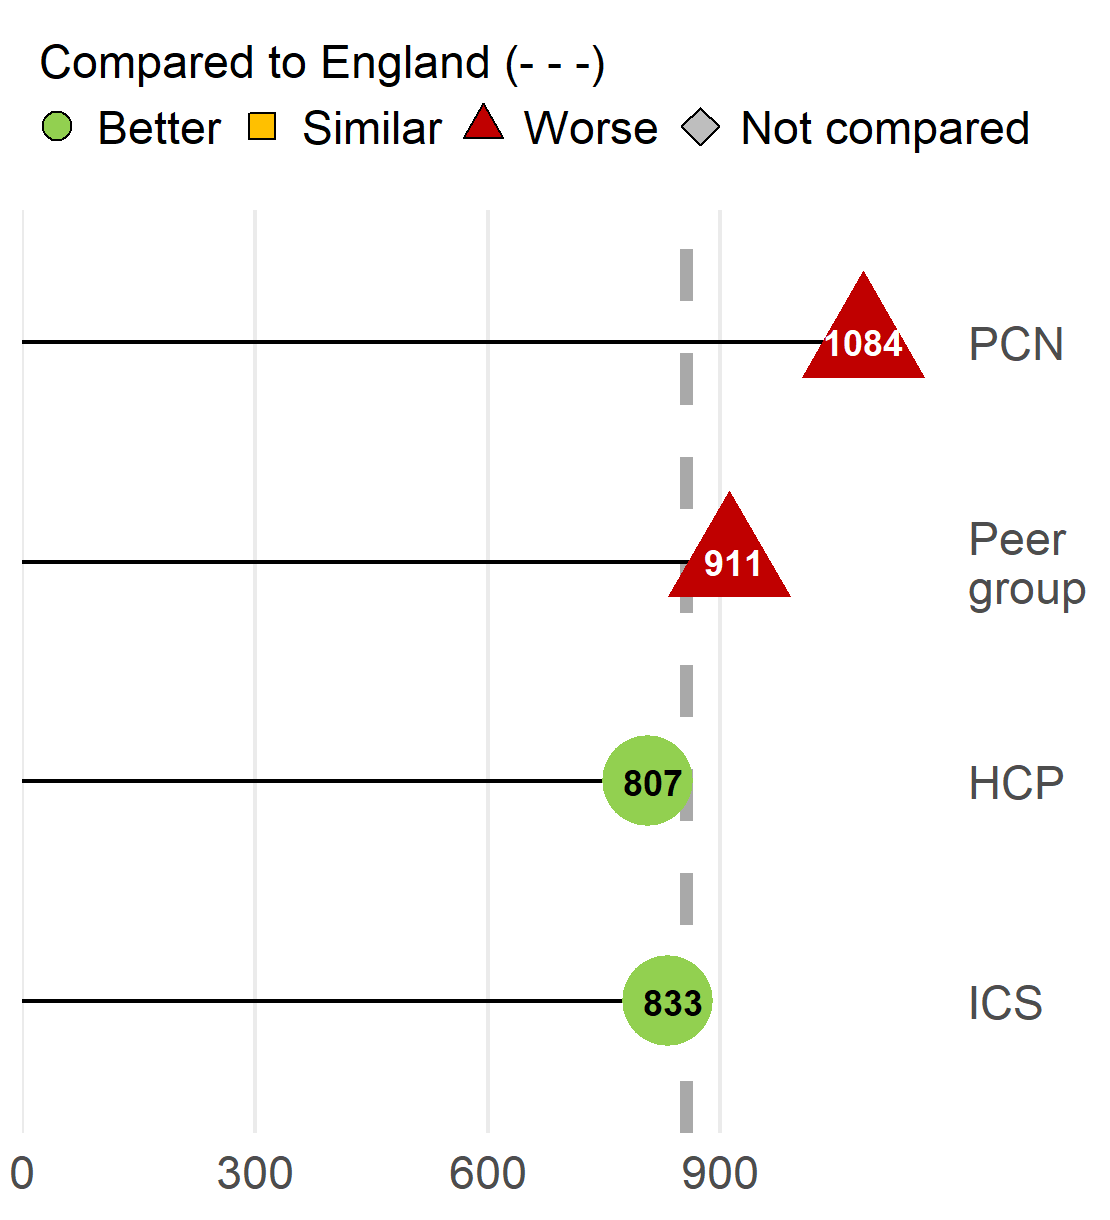 Compared to England (- - -)
Better Similar Worse Not compared
1084 PCN
911 Peer
group
807 HCP
833 ICS
0 300 600 900